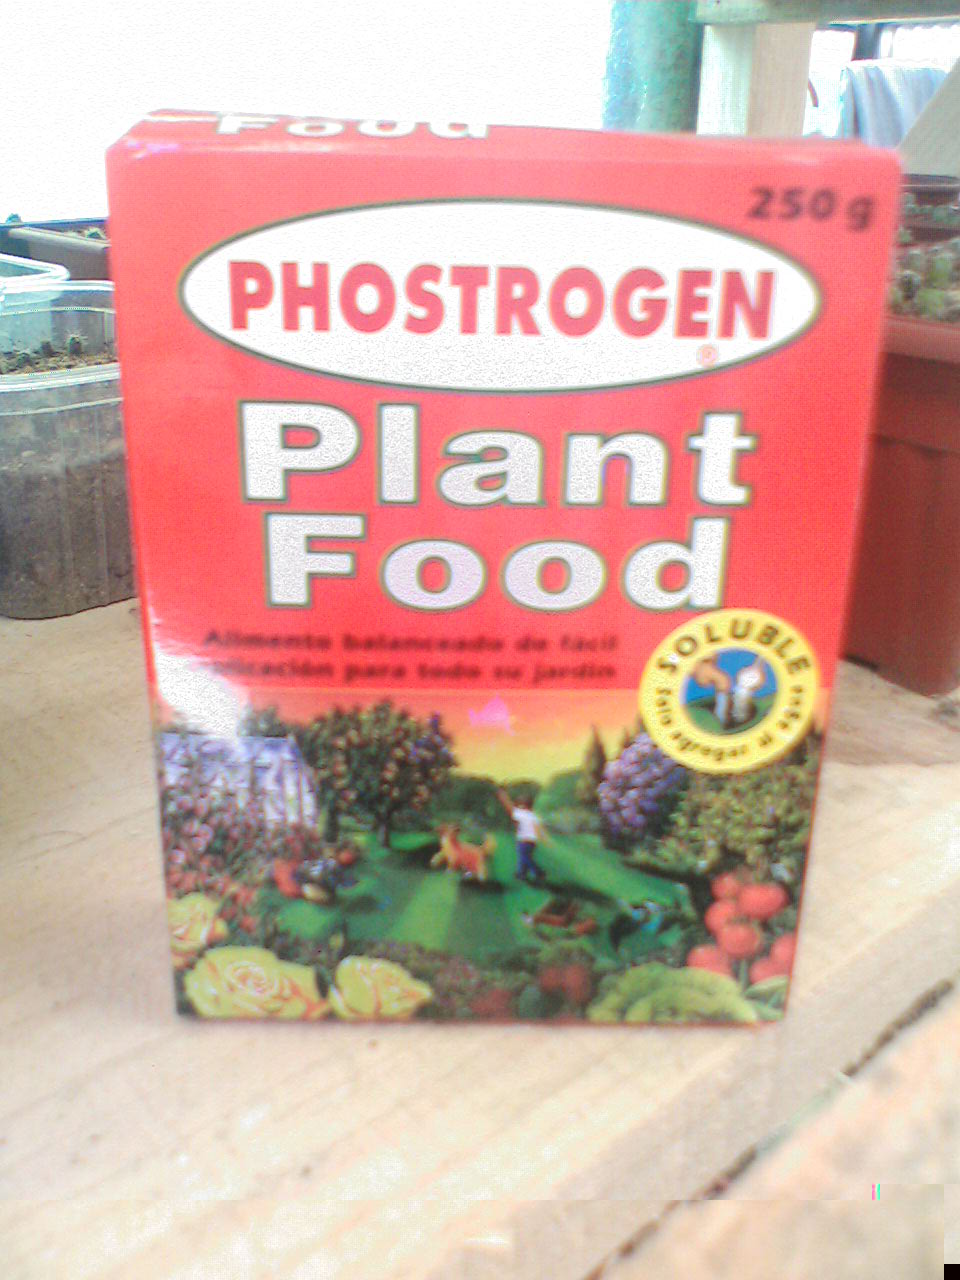 Food
250 g
PHOSTROGEN
®
Plant
Food
Alimento balanceado de fácil
aplicación para todo su jardín
SOLUBLE